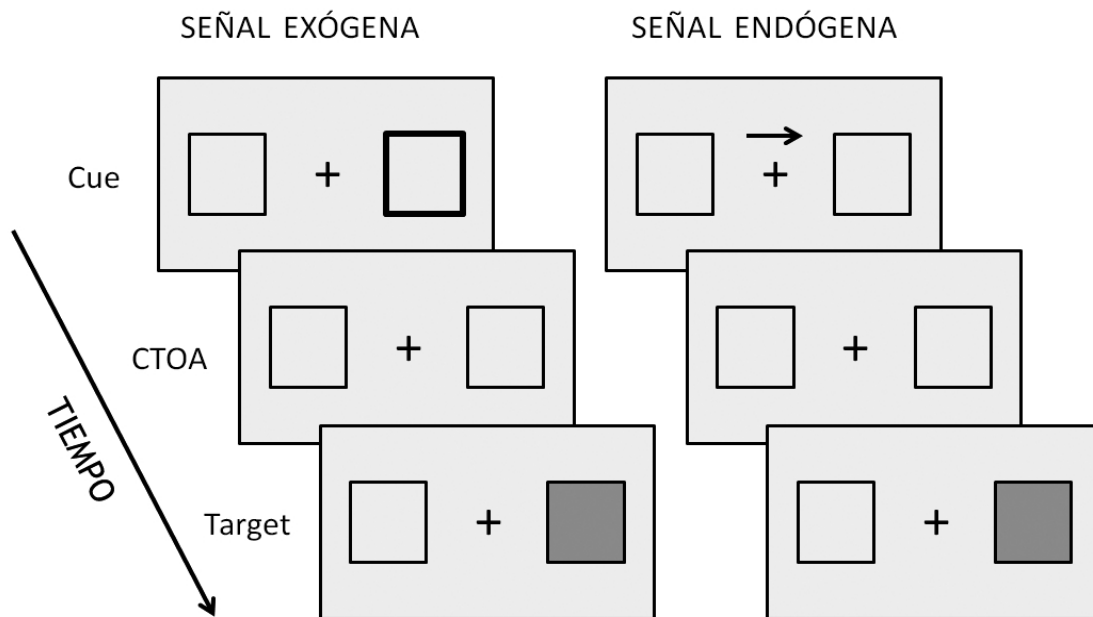 SEÑAL EXÓGENA
SEÑAL ENDÓGENA
Cue
CTOA
TIEMPO
Target